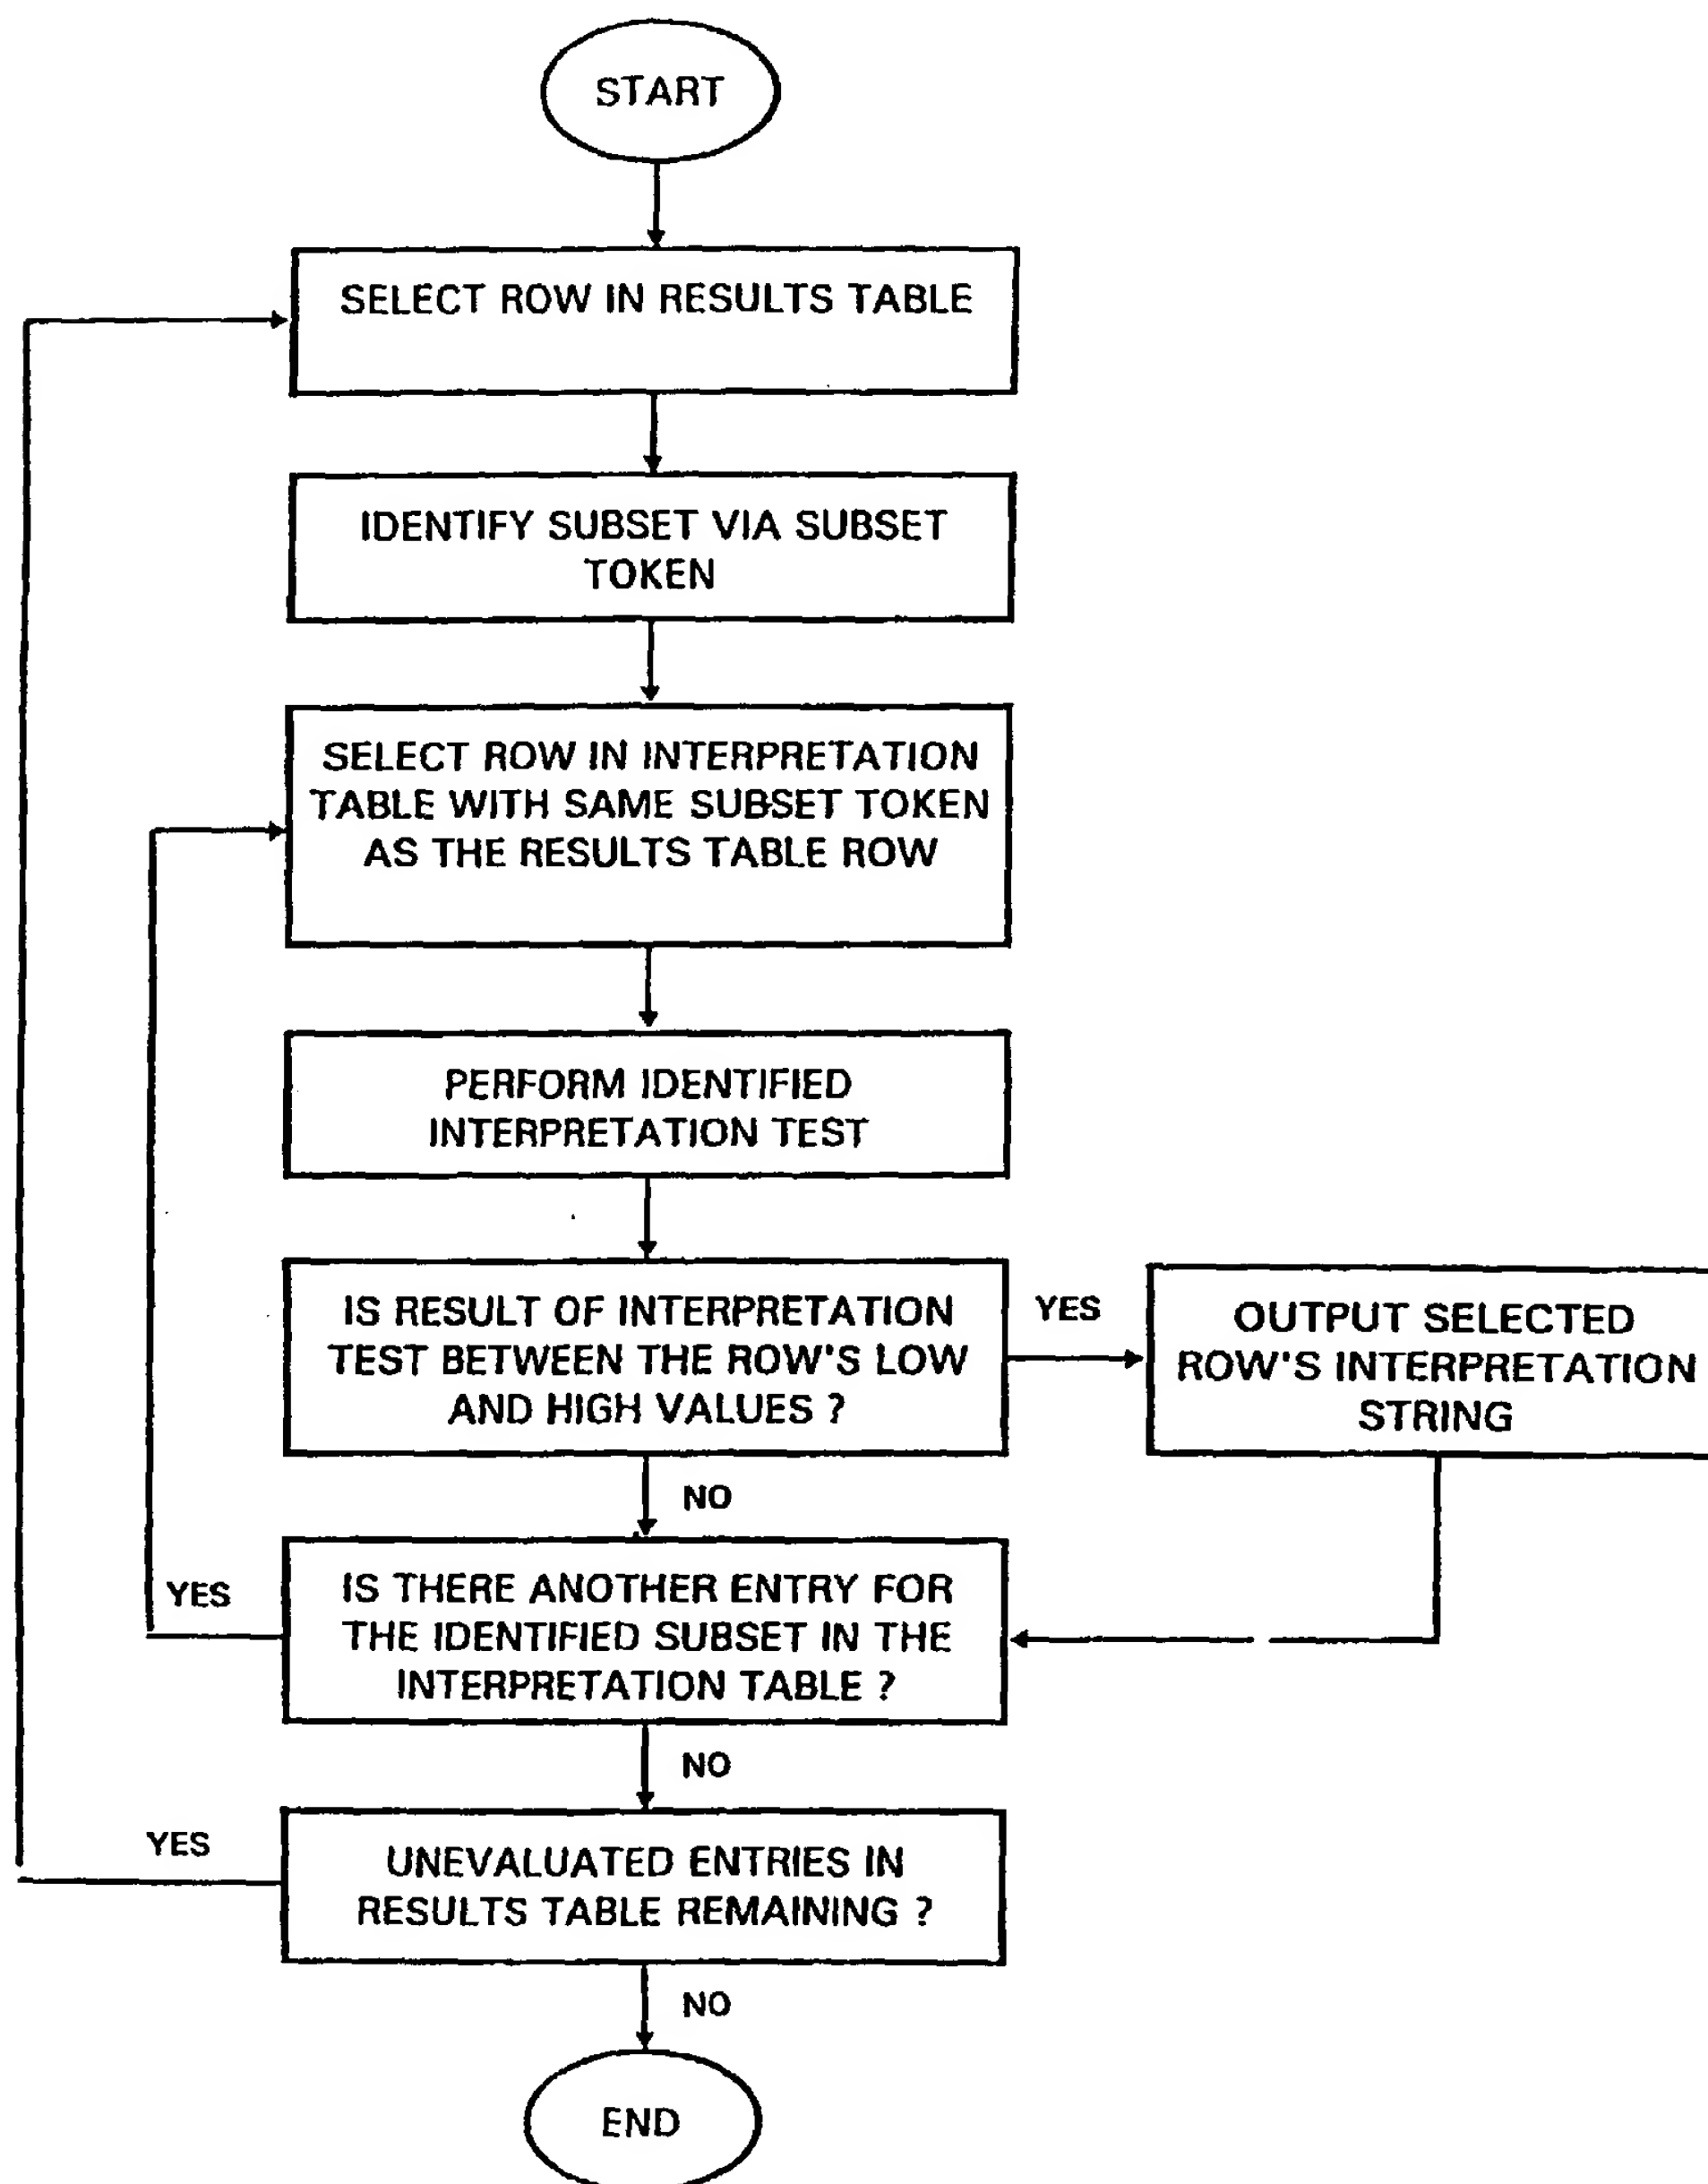 START
SELECT ROW IN RESULTS TABLE
IDENTIFY SUBSET VIA SUBSET
TOKEN
SELECT ROW IN INTERPRETATION
TABLE WITH SAME SUBSET TOKEN
AS THE RESULTS TABLE ROW
PERFORM IDENTIFIED
INTERPRETATION TEST
IS RESULT OF INTERPRETATION
TEST BETWEEN THE ROW'S LOW
AND HIGH VALUES ?
YES
OUTPUT SELECTED
ROW'S INTERPRETATION
STRING
NO
IS THERE ANOTHER ENTRY FOR
THE IDENTIFIED SUBSET IN THE
INTERPRETATION TABLE ?
YES
NO
UNEVALUATED ENTRIES IN
RESULTS TABLE REMAINING ?
YES
NO
END